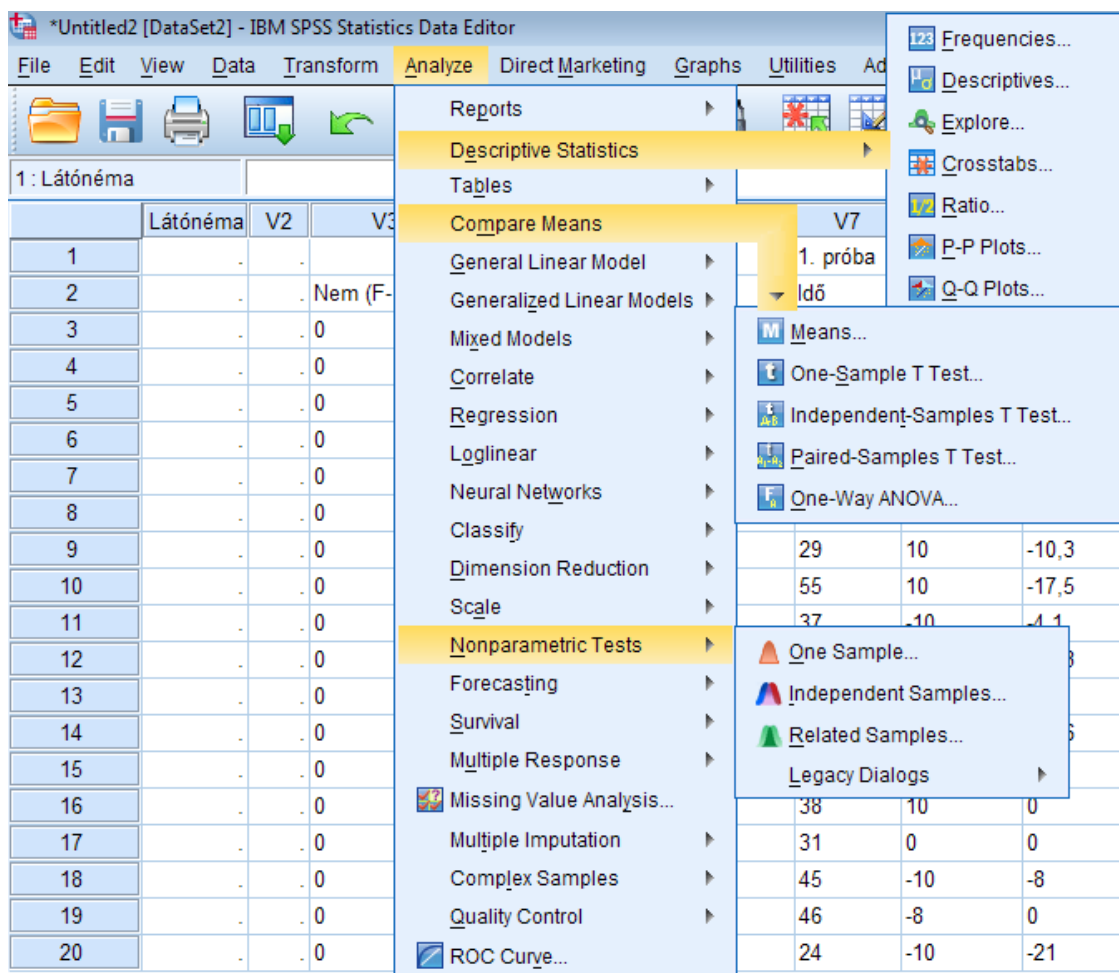 *Untitled2 [DataSet2] - IBM SPSS Statistics Data Editor
File Edit View Data Transform Analyze Direct Marketing Graphs Utilities Ad
1 : Látónéma
Látónéma V2 V3 V7
1 . . 1. próba
2 . . Nem (F- Idő
3 . . 0
4 . . 0
5 . . 0
6 . . 0
7 . . 0
8 . . 0
9 . . 0 29 10 -10,3
10 . . 0 55 10 -17,5
11 . . 0 37 -10 -4,1
12 . . 0
13 . . 0
14 . . 0
15 . . 0
16 . . 0 38 10 0
17 . . 0 31 0 0
18 . . 0 45 -10 -8
19 . . 0 46 -8 0
20 . . 0 24 -10 -21
Reports
Descriptive Statistics
Tables
Compare Means
General Linear Model
Generalized Linear Models
Mixed Models
Correlate
Regression
Loglinear
Neural Networks
Classify
Dimension Reduction
Scale
Nonparametric Tests
Forecasting
Survival
Multiple Response
Missing Value Analysis...
Multiple Imputation
Complex Samples
Quality Control
ROC Curve...
123 Frequencies...
Descriptives...
Explore...
Crosstabs...
1/2 Ratio...
P-P Plots...
Q-Q Plots...
M Means...
t One-Sample T Test...
Independent-Samples T Test...
Paired-Samples T Test...
One-Way ANOVA...
One Sample...
Independent Samples...
Related Samples...
Legacy Dialogs